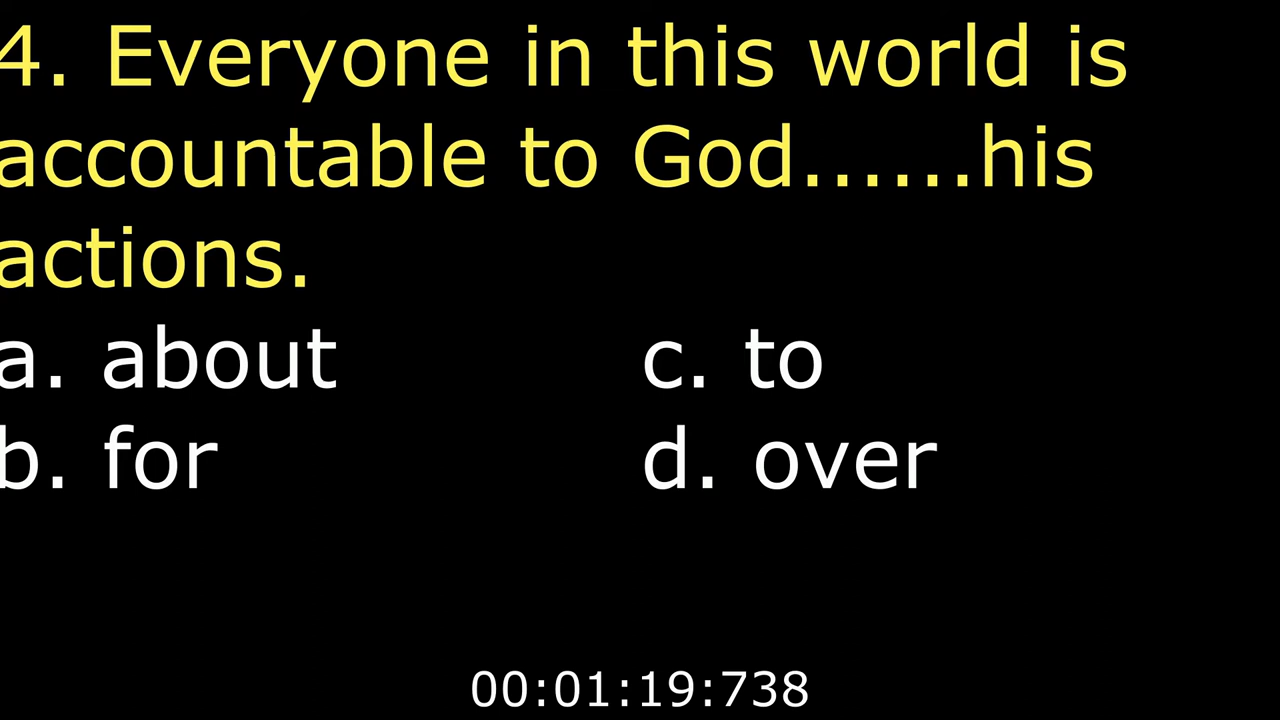 4. Everyone in this world is
accountable to God......his
actions.
a. about c. to
b. for d. over
00:01:19:738